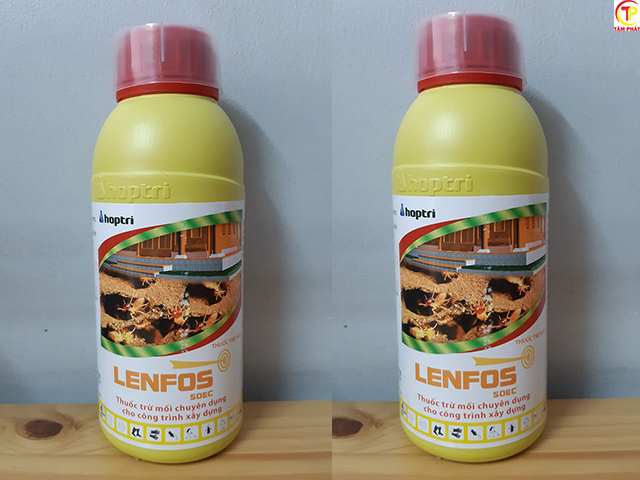 TÂM PHÁT
hoptri
hoptri
LENFOS
50EC
Thuốc trừ mối chuyên dụng
cho công trình xây dựng
hoptri
hoptri
LENFOS
50EC
Thuốc trừ mối chuyên dụng
cho công trình xây dựng